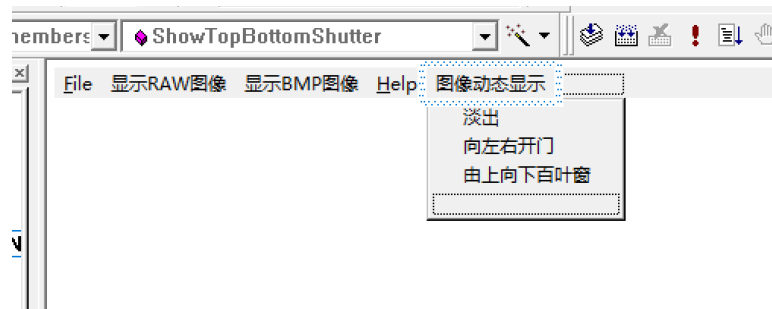 members ShowTopBottomShutter
File 显示RAW图像 显示BMP图像 Help 图像动态显示
淡出
向左右开门
由上向下百叶窗
N